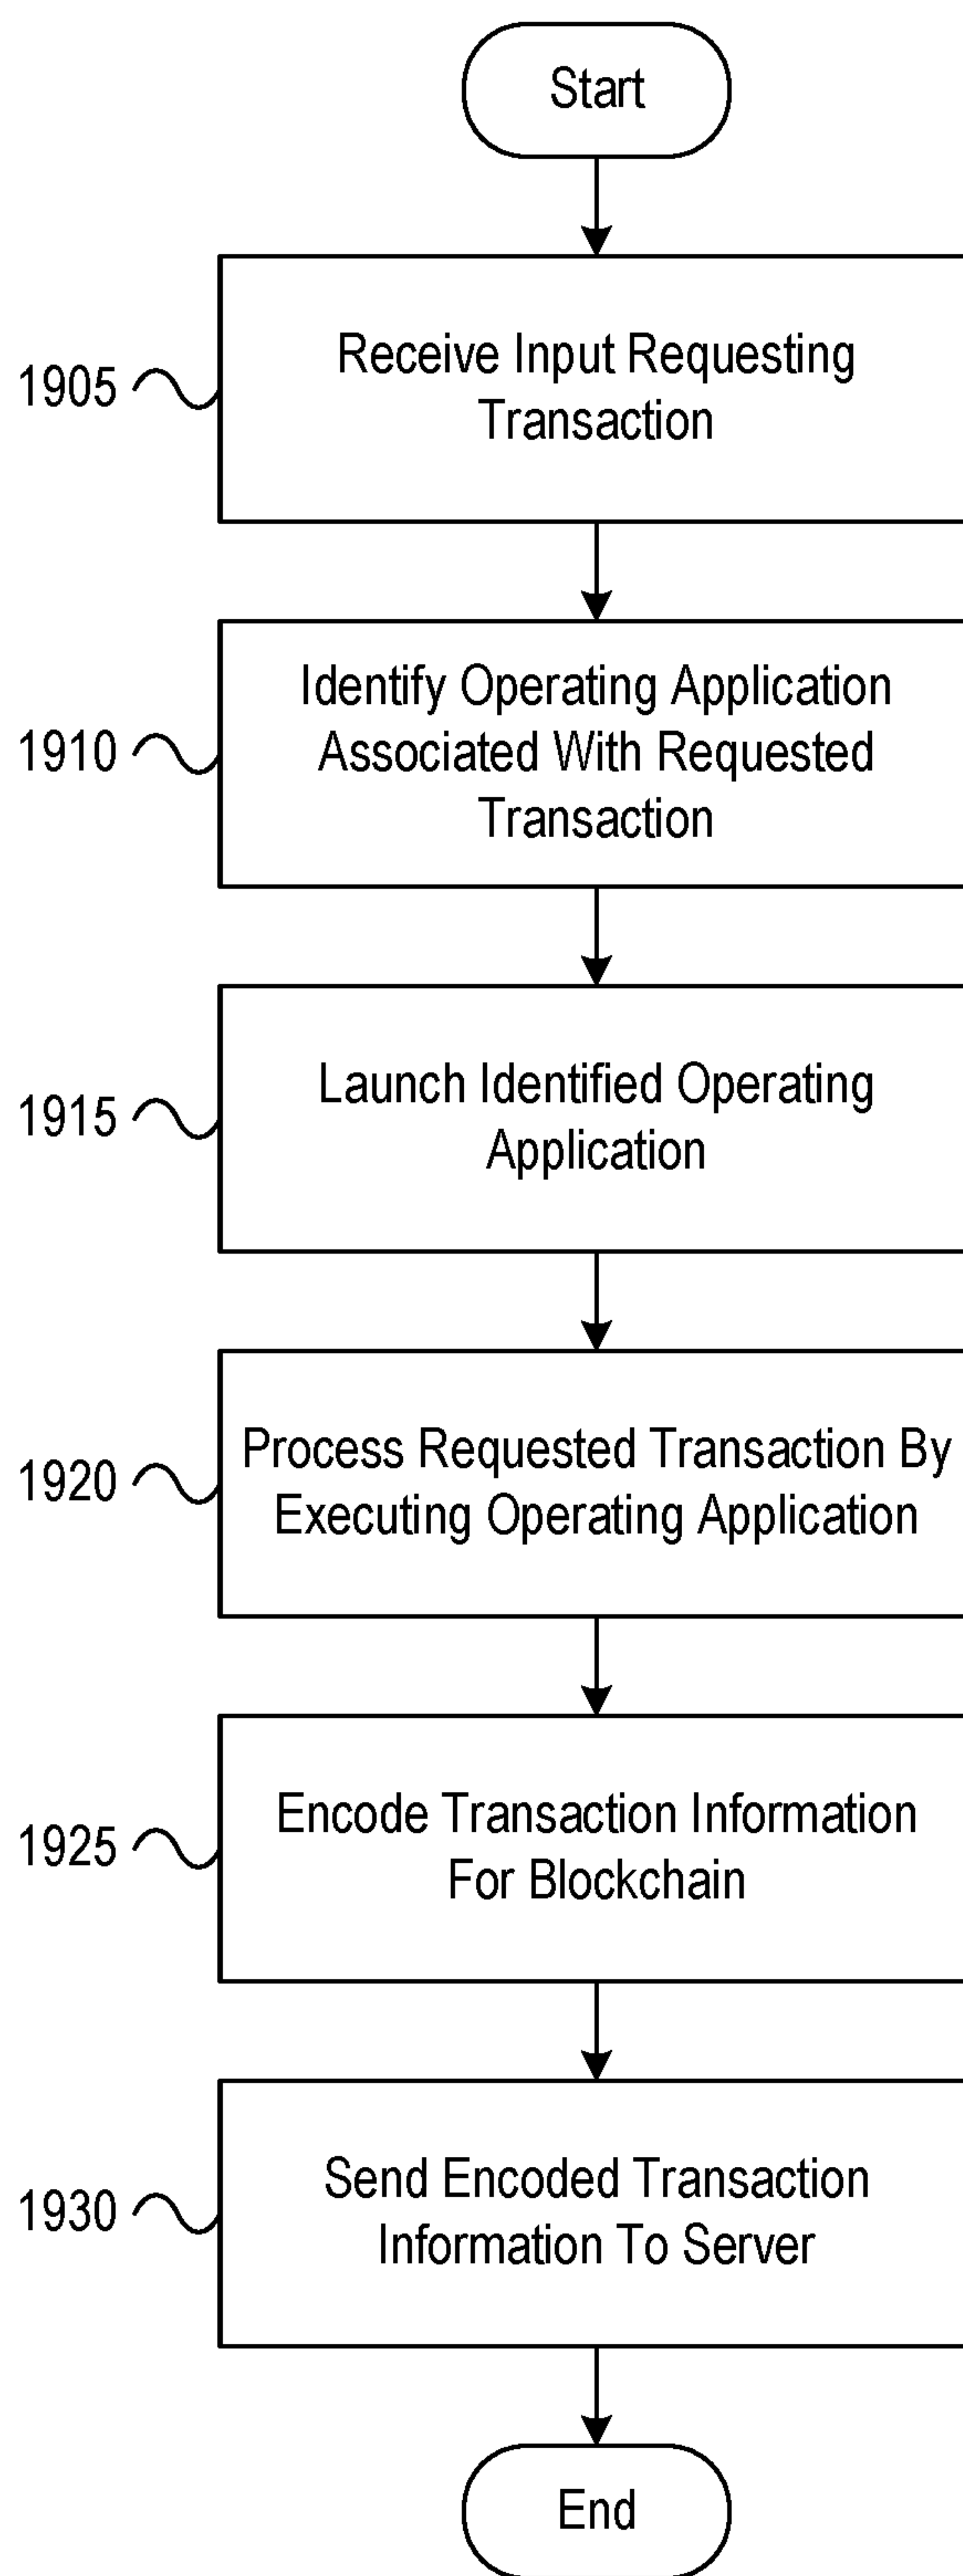 Start
1905
Receive Input Requesting
Transaction
1910
Identify Operating Application
Associated With Requested
Transaction
1915
Launch Identified Operating
Application
1920
Process Requested Transaction By
Executing Operating Application
1925
Encode Transaction Information
For Blockchain
1930
Send Encoded Transaction
Information To Server
End